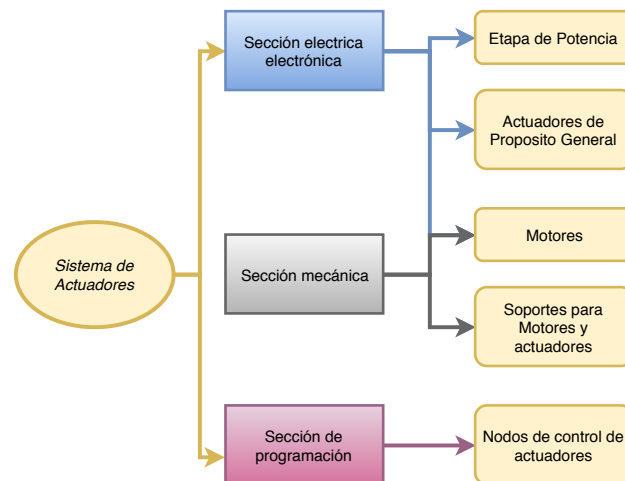 Sección electrica
electrónica
Etapa de Potencia
Actuadores de
Proposito General
Sistema de
Actuadores
Sección mecánica
Motores
Soportes para
Motores y
actuadores
Sección de
programación
Nodos de control de
actuadores